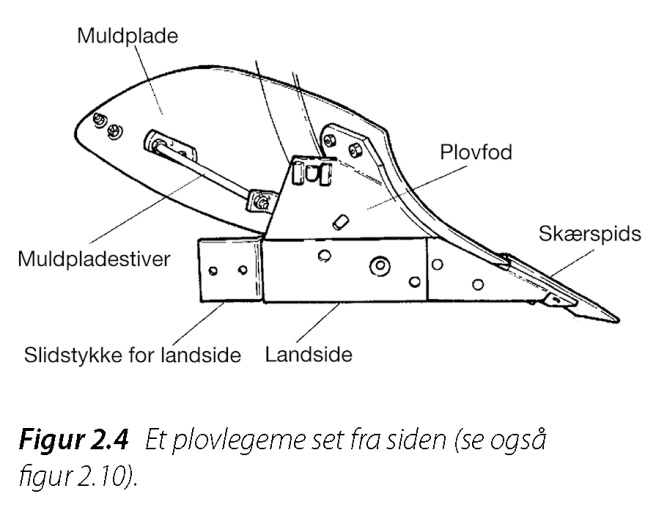 Muldplade
Plovfod
Skærspids
Muldpladestiver
Slidstykke for landside
Landside
Figur 2.4 Et plovlegeme set fra siden (se også
figur 2.10).